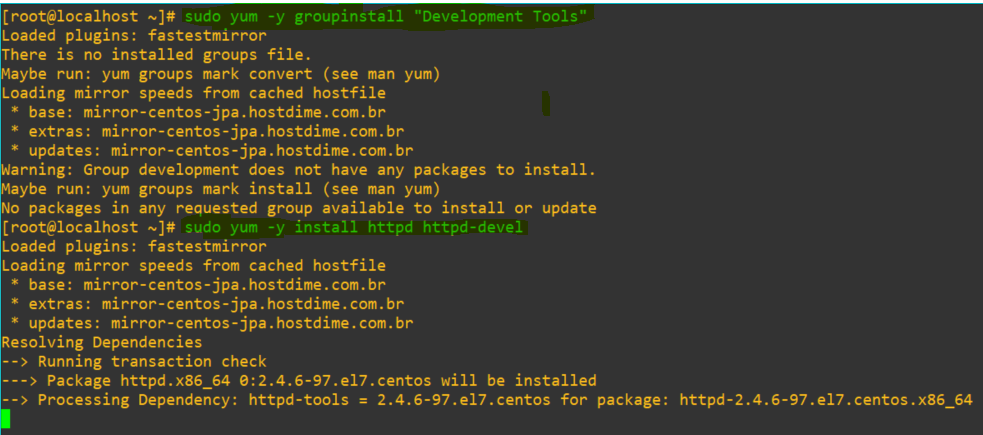 [root@localhost ~]# sudo yum -y groupinstall "Development Tools"
Loaded plugins: fastestmirror
There is no installed groups file.
Maybe run: yum groups mark convert (see man yum)
Loading mirror speeds from cached hostfile
 * base: mirror-centos-jpa.hostdime.com.br
 * extras: mirror-centos-jpa.hostdime.com.br
 * updates: mirror-centos-jpa.hostdime.com.br
Warning: Group development does not have any packages to install.
Maybe run: yum groups mark install (see man yum)
No packages in any requested group available to install or update
[root@localhost ~]# sudo yum -y install httpd httpd-devel
Loaded plugins: fastestmirror
Loading mirror speeds from cached hostfile
 * base: mirror-centos-jpa.hostdime.com.br
 * extras: mirror-centos-jpa.hostdime.com.br
 * updates: mirror-centos-jpa.hostdime.com.br
Resolving Dependencies
--> Running transaction check
---> Package httpd.x86_64 0:2.4.6-97.el7.centos will be installed
--> Processing Dependency: httpd-tools = 2.4.6-97.el7.centos for package: httpd-2.4.6-97.el7.centos.x86_64